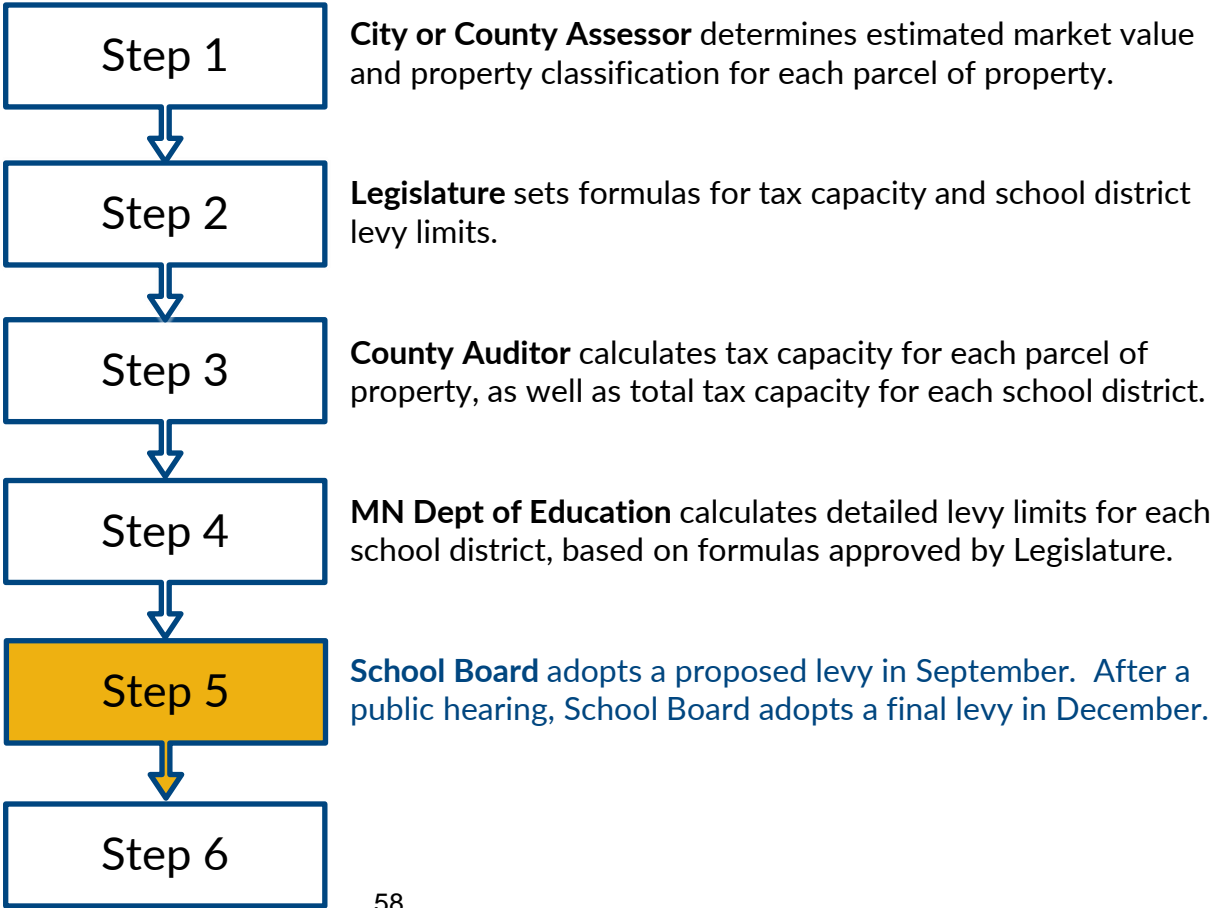 Step 1
City or County Assessor determines estimated market value
and property classification for each parcel of property.
Step 2
Legislature sets formulas for tax capacity and school district
levy limits.
Step 3
County Auditor calculates tax capacity for each parcel of
property, as well as total tax capacity for each school district.
Step 4
MN Dept of Education calculates detailed levy limits for each
school district, based on formulas approved by Legislature.
Step 5
School Board adopts a proposed levy in September.  After a
public hearing, School Board adopts a final levy in December.
Step 6
58